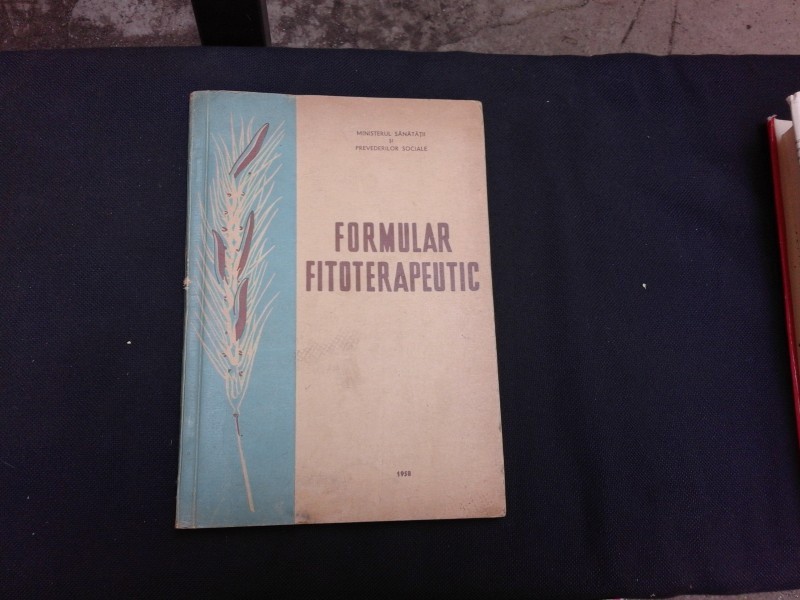 MINISTERUL SĂNĂTĂȚII
ȘI
PREVEDERILOR SOCIALE
FORMULAR
FITOTERAPEUTIC
1958